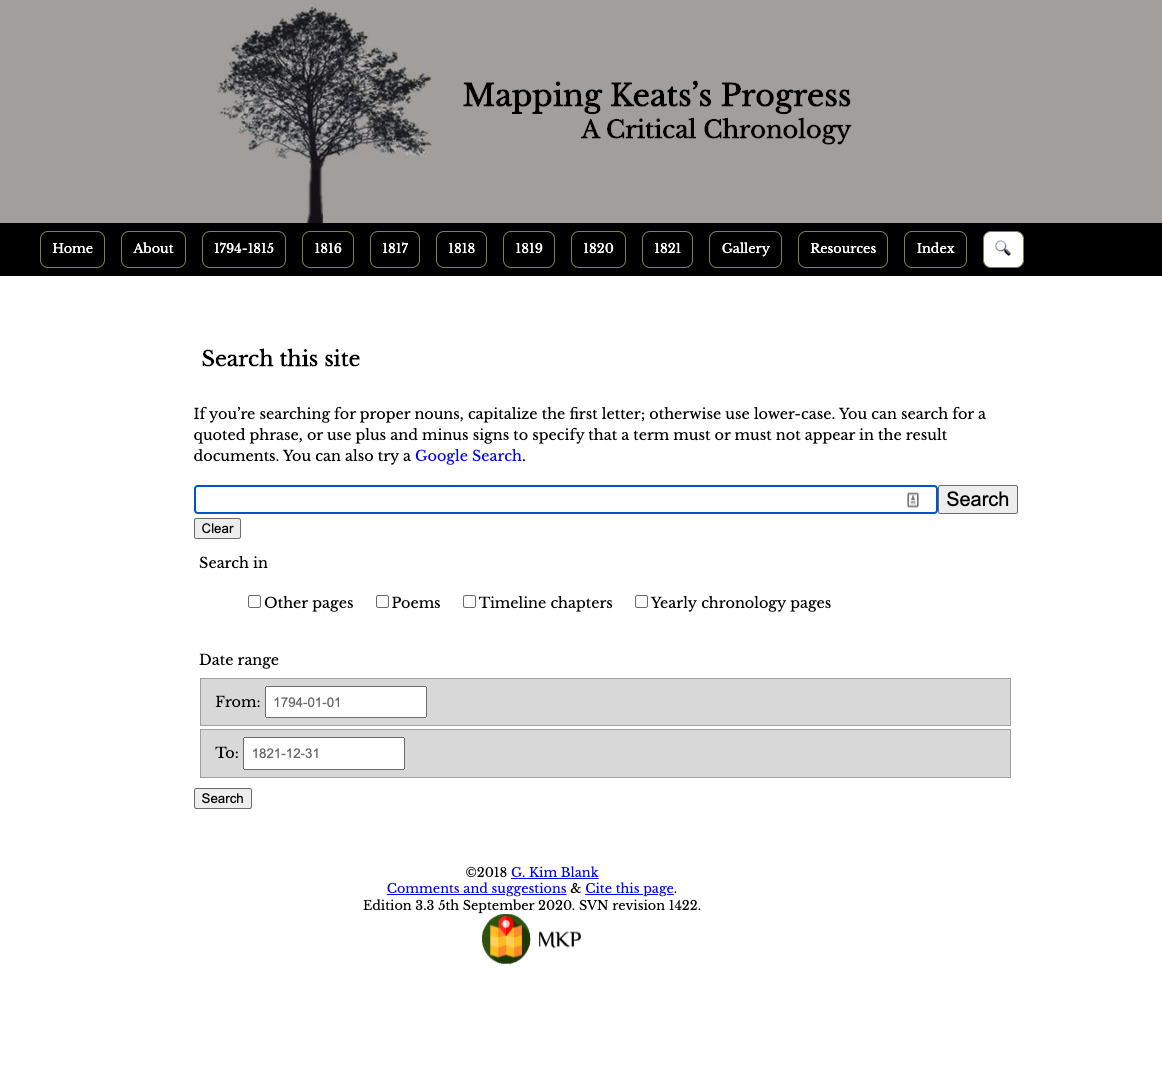 Mapping Keats’s Progress
A Critical Chronology
Home About 1794-1815 1816 1817 1818 1819 1820 1821 Gallery Resources Index
Search this site
If you’re searching for proper nouns, capitalize the first letter; otherwise use lower-case. You can search for a
quoted phrase, or use plus and minus signs to specify that a term must or must not appear in the result
documents. You can also try a Google Search.
Search
Clear
Search in
Other pages Poems Timeline chapters Yearly chronology pages
Date range
From: 1794-01-01
To: 1821-12-31
Search
©2018 G. Kim Blank
Comments and suggestions & Cite this page.
Edition 3.3 5th September 2020. SVN revision 1422.
MKP